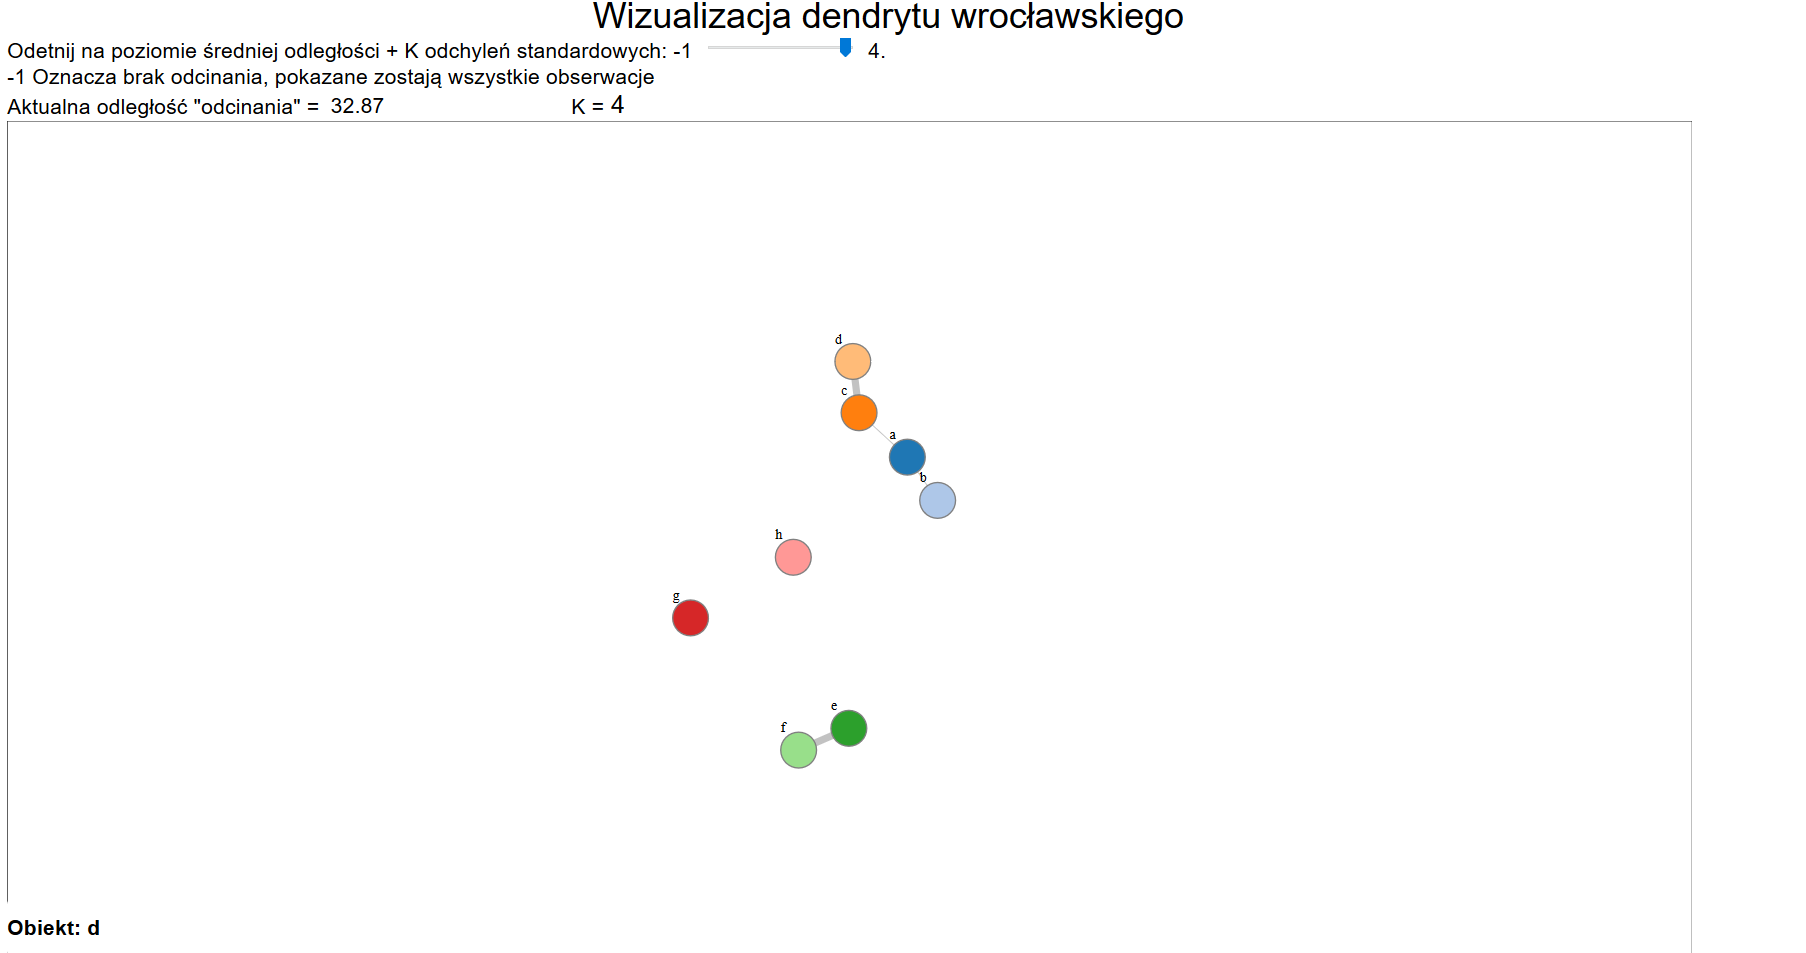 Wizualizacja dendrytu wrocławskiego
Odetnij na poziomie średniej odległości + K odchyleń standardowych: -1 4.
-1 Oznacza brak odcinania, pokazane zostają wszystkie obserwacje
Aktualna odległość "odcinania" = 32.87 K = 4
d
c
a
b
h
g
e
f
Obiekt: d